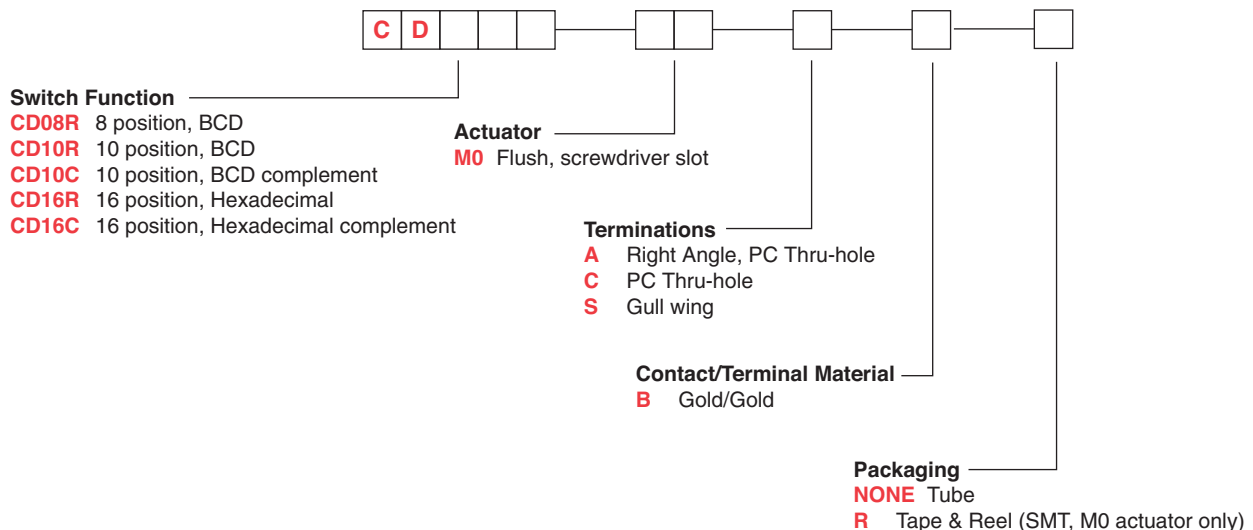 C D
Switch Function
CD08R 8 position, BCD
CD10R 10 position, BCD
CD10C 10 position, BCD complement
CD16R 16 position, Hexadecimal
CD16C 16 position, Hexadecimal complement
Actuator
M0 Flush, screwdriver slot
Terminations
A Right Angle, PC Thru-hole
C PC Thru-hole
S Gull wing
Contact/Terminal Material
B Gold/Gold
Packaging
NONE Tube
R Tape & Reel (SMT, M0 actuator only)